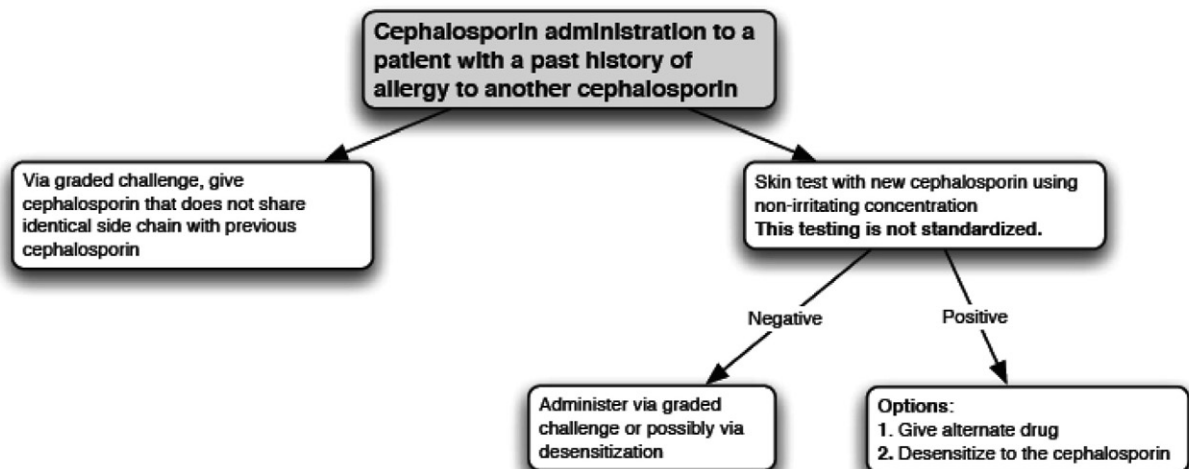 Cephalosporin administration to a
patient with a past history of
allergy to another cephalosporin
Via graded challenge, give
cephalosporin that does not share
identical side chain with previous
cephalosporin
Skin test with new cephalosporin using
non-irritating concentration
This testing is not standardized.
Negative
Positive
Administer via graded
challenge or possibly via
desensitization
Options:
1. Give alternate drug
2. Desensitize to the cephalosporin